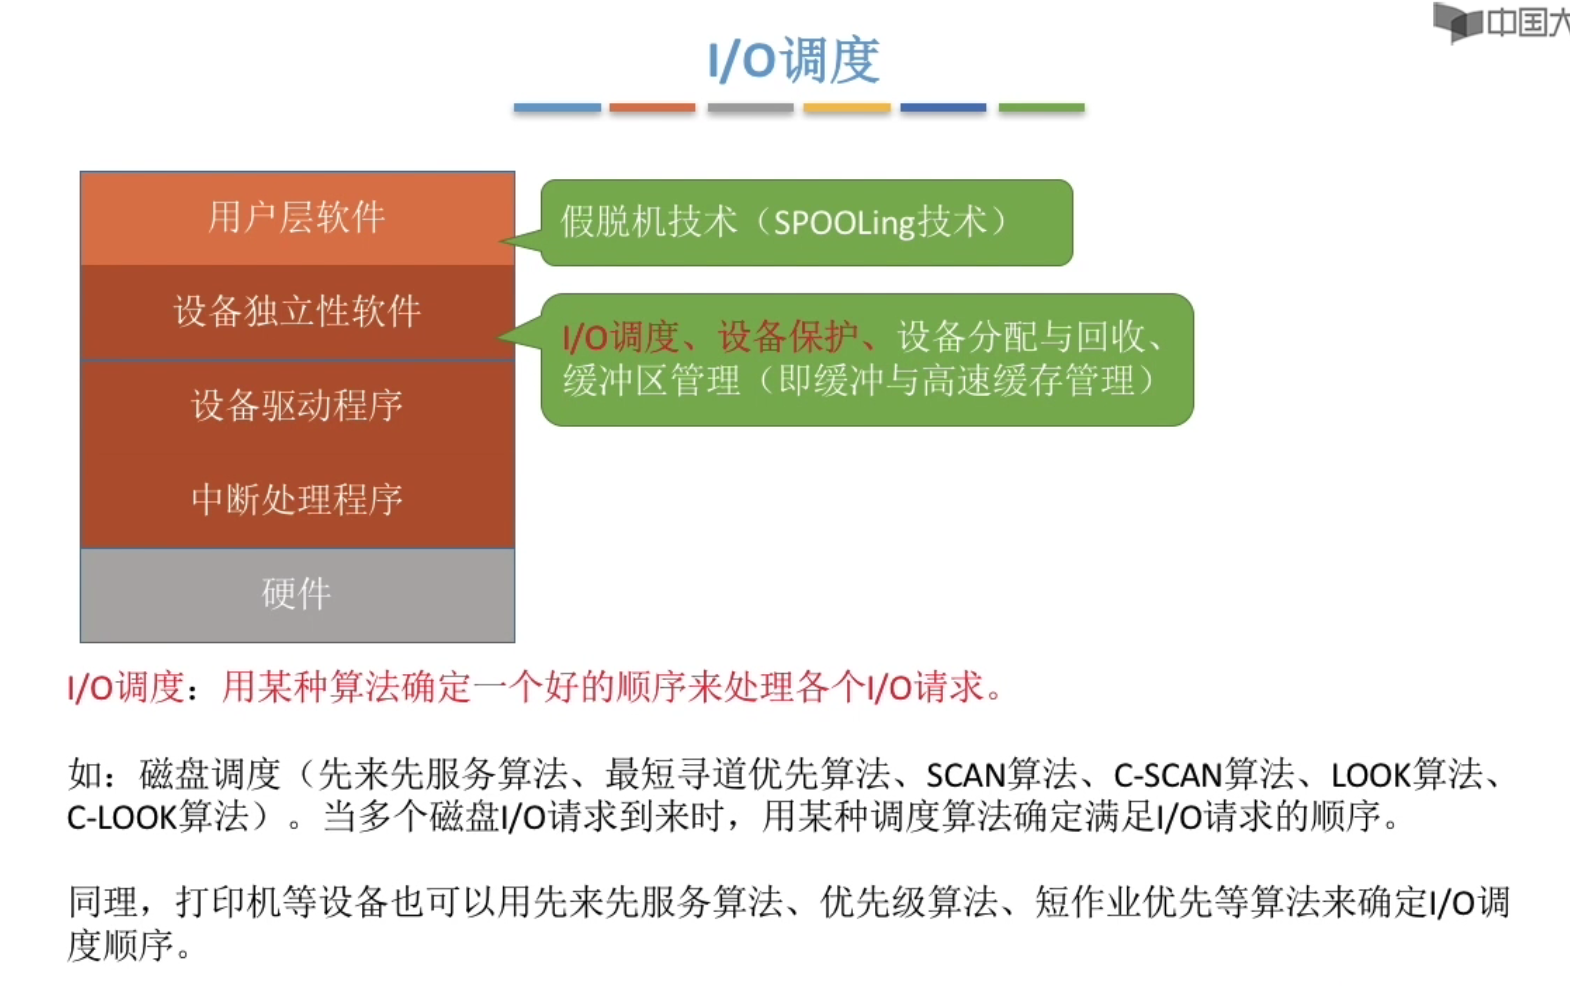 中国大
I/O调度
用户层软件
假脱机技术（SPOOLing技术）
设备独立性软件
I/O调度、设备保护、设备分配与回收、
缓冲区管理（即缓冲与高速缓存管理）
设备驱动程序
中断处理程序
硬件
I/O调度：用某种算法确定一个好的顺序来处理各个I/O请求。
如：磁盘调度（先来先服务算法、最短寻道优先算法、SCAN算法、C-SCAN算法、LOOK算法、
C-LOOK算法）。当多个磁盘I/O请求到来时，用某种调度算法确定满足I/O请求的顺序。
同理，打印机等设备也可以用先来先服务算法、优先级算法、短作业优先等算法来确定I/O调
度顺序。